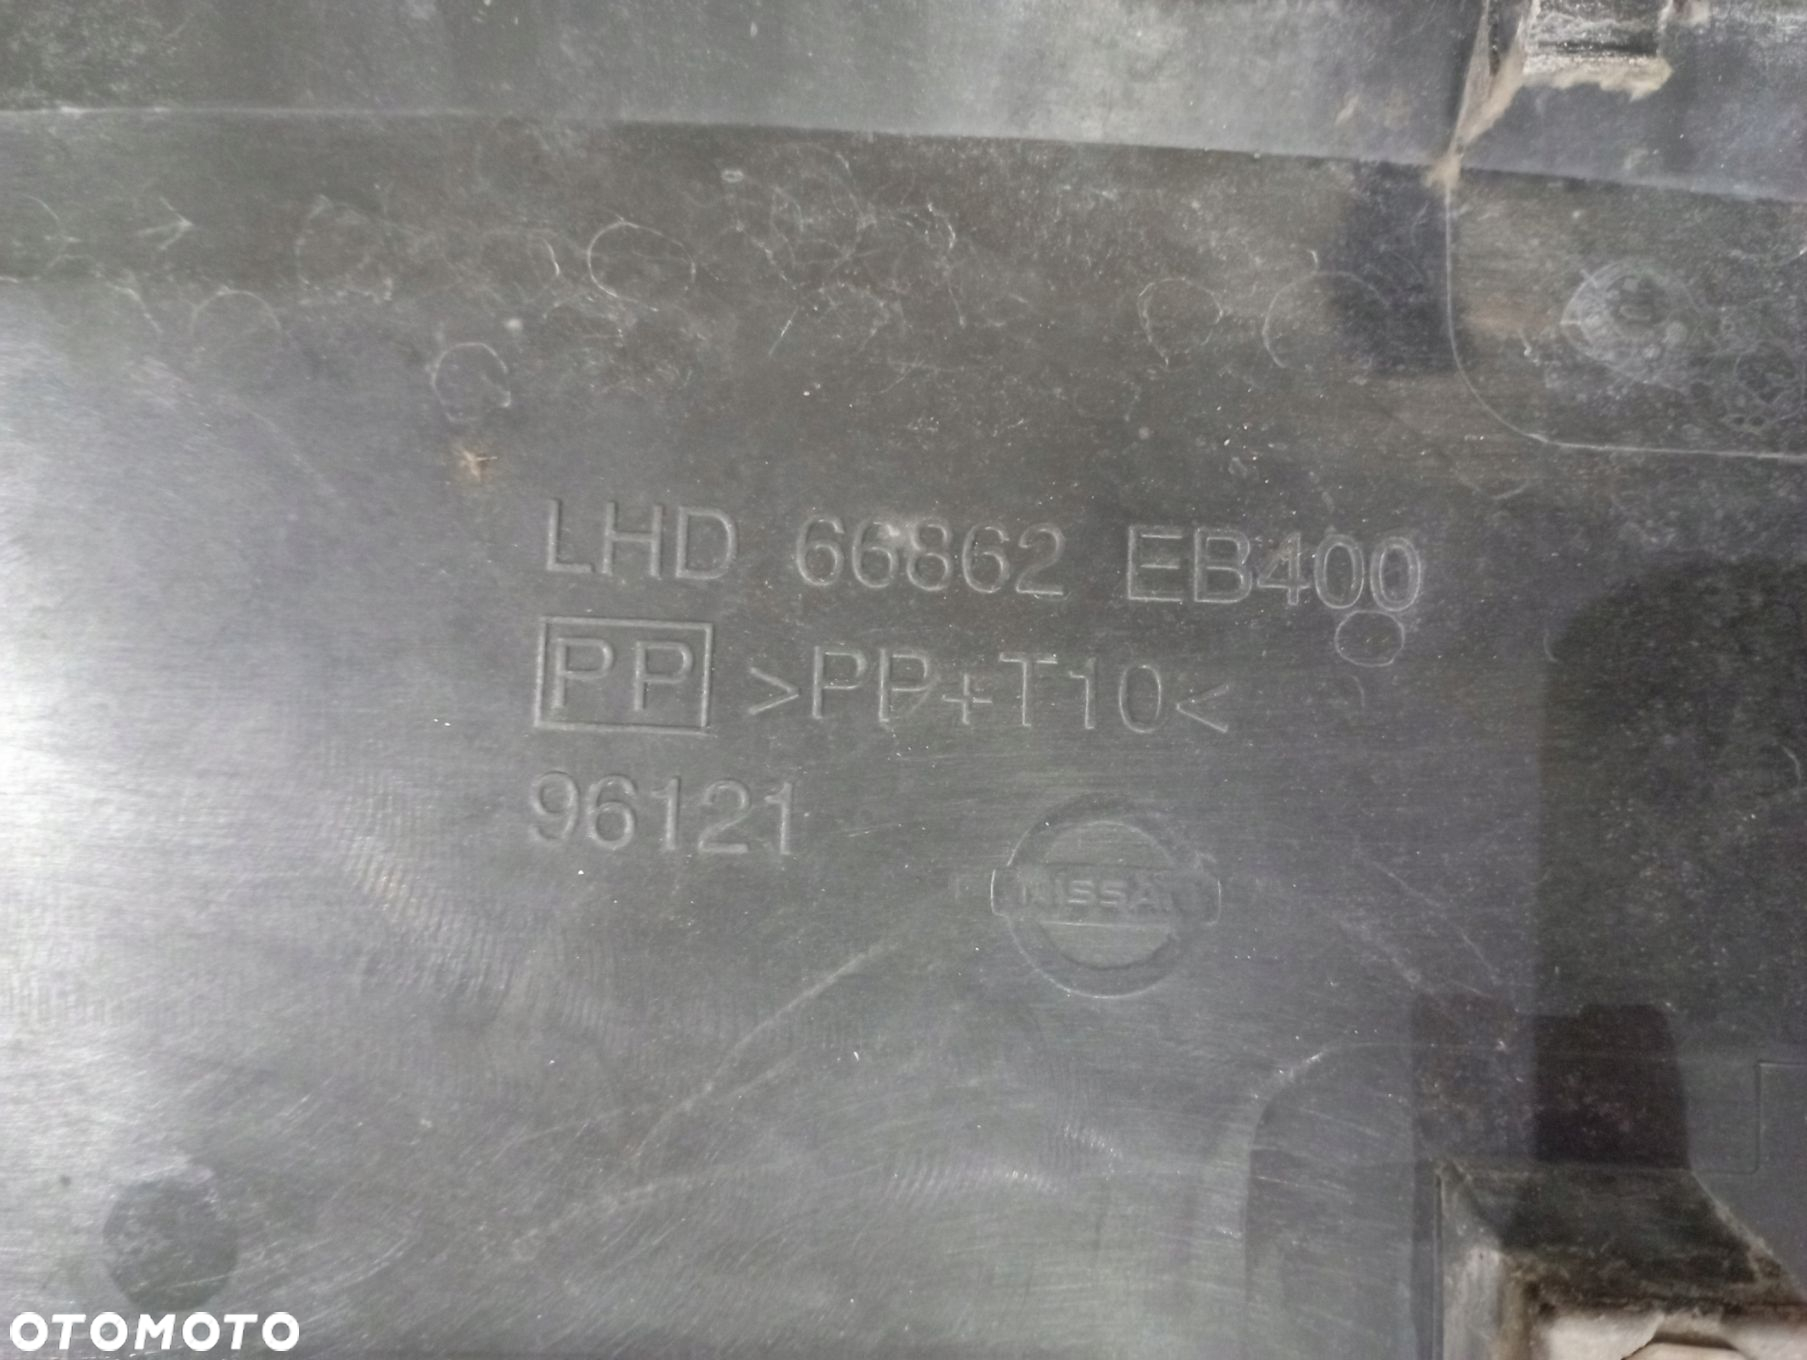 LHD 66862 EB400
PP >PP+T10<
96121
NISSAN
OTOMOTO